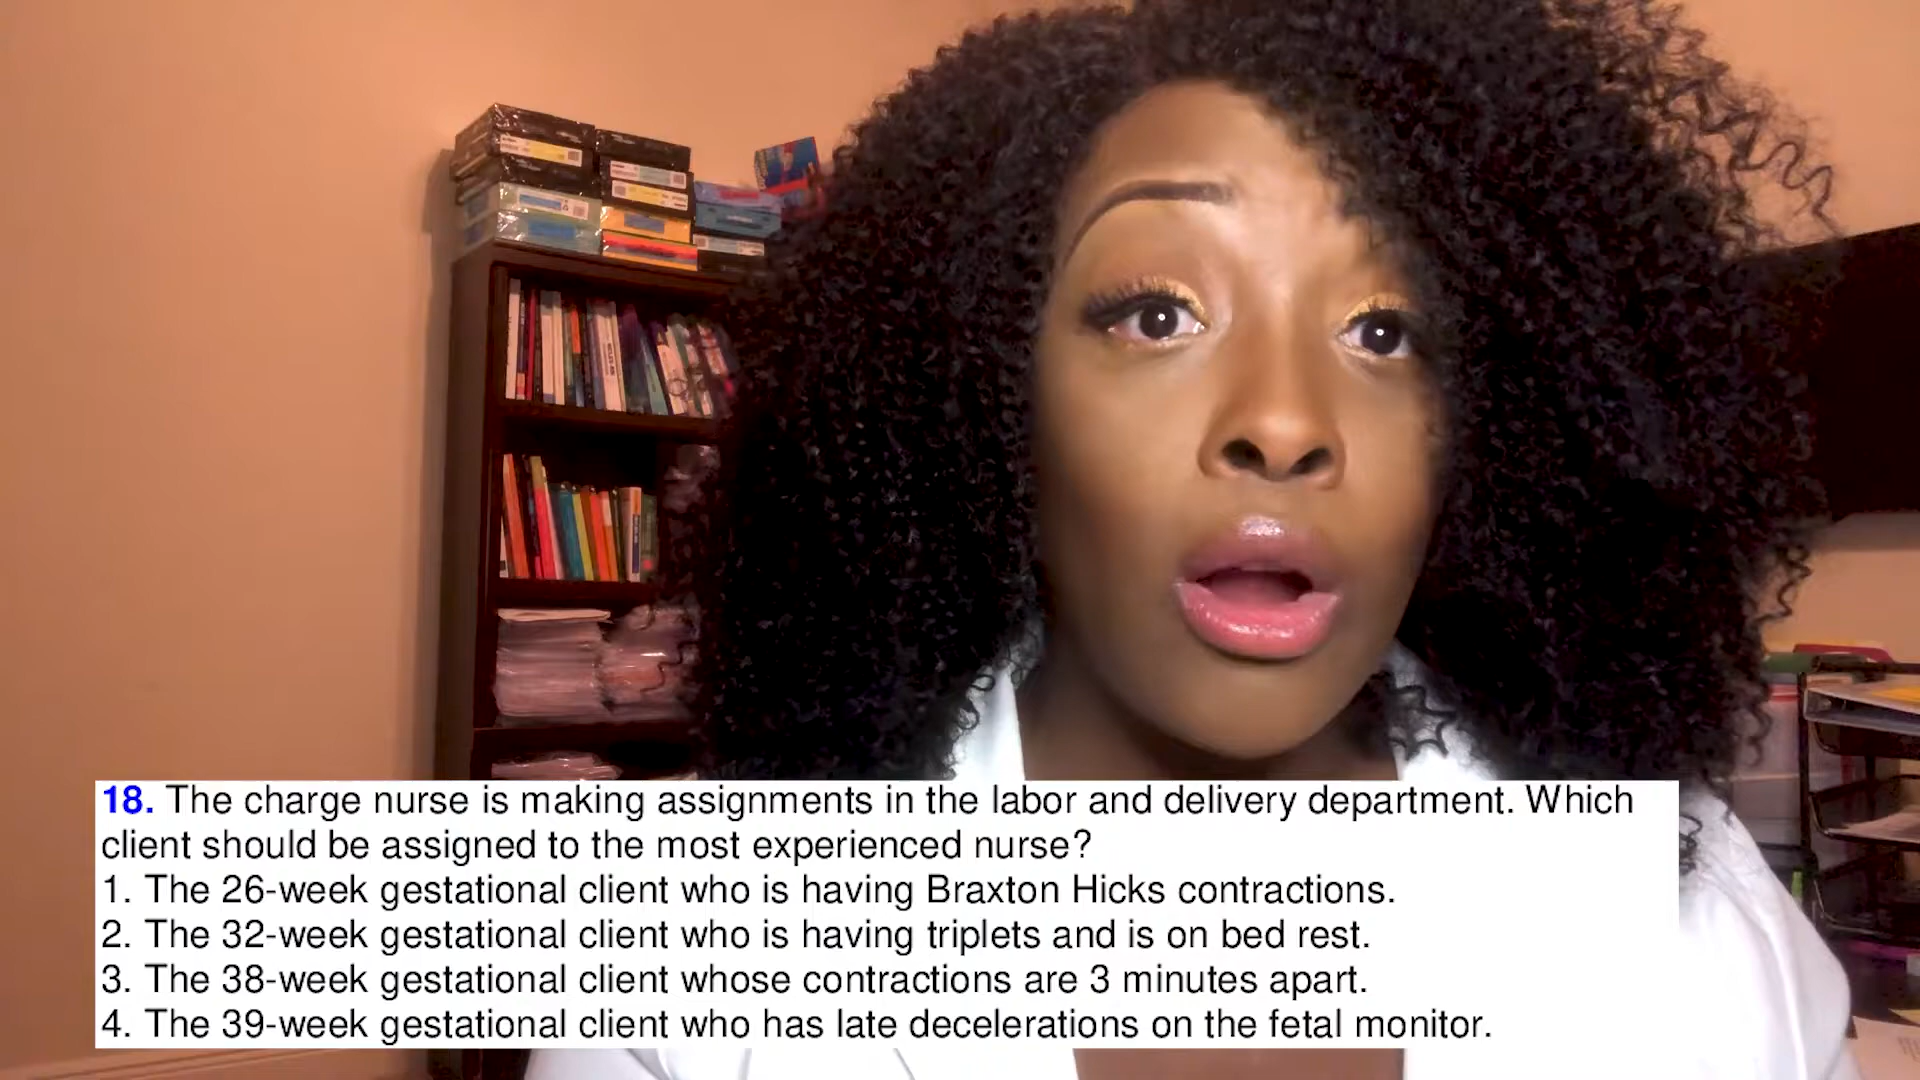 18. The charge nurse is making assignments in the labor and delivery department. Which
client should be assigned to the most experienced nurse?
1. The 26-week gestational client who is having Braxton Hicks contractions.
2. The 32-week gestational client who is having triplets and is on bed rest.
3. The 38-week gestational client whose contractions are 3 minutes apart.
4. The 39-week gestational client who has late decelerations on the fetal monitor.